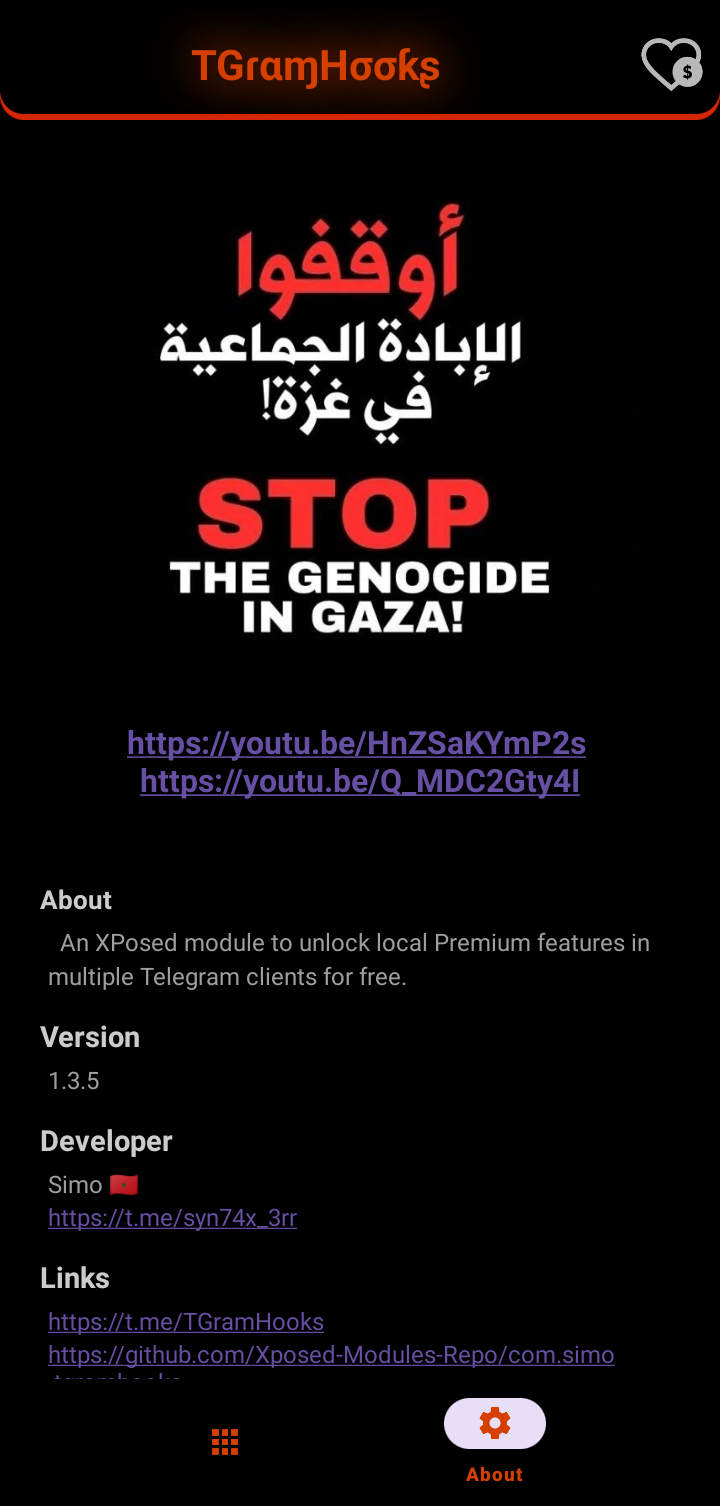 TGɾαɱHσσƙʂ
$
أوقفوا
الإبادة الجماعية
في غزة!
STOP
THE GENOCIDE
IN GAZA!
https://youtu.be/HnZSaKYmP2s
https://youtu.be/Q_MDC2Gty4I
About
An XPosed module to unlock local Premium features in
multiple Telegram clients for free.
Version
1.3.5
Developer
Simo 🇲🇦
https://t.me/syn74x_3rr
Links
https://t.me/TGramHooks
https://github.com/Xposed-Modules-Repo/com.simo
About